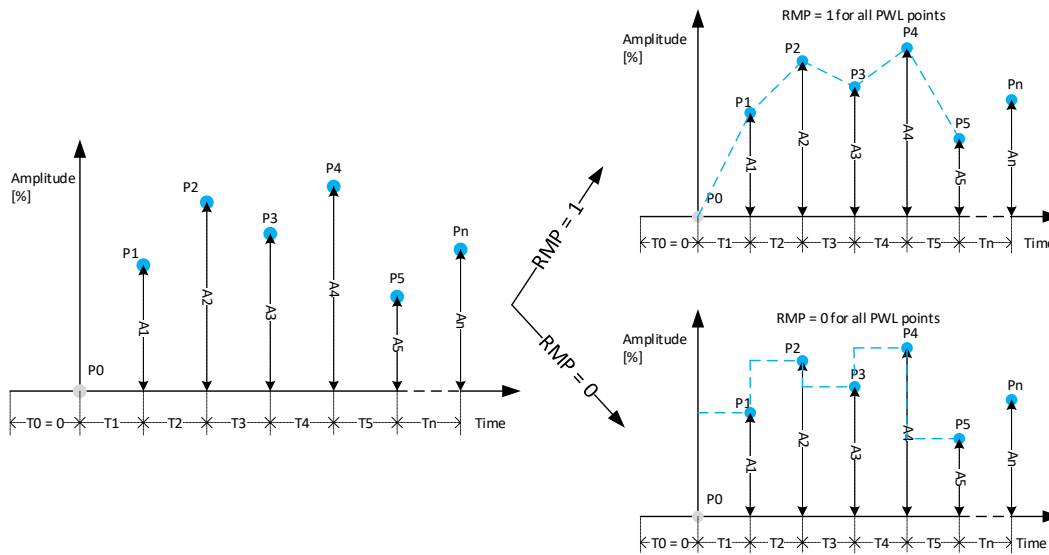 Amplitude
[%]
P0
P1
P2
P3
P4
P5
Pn
A1
A2
A3
A4
A5
An
T0 = 0
T1
T2
T3
T4
T5
Tn
Time
RMP = 1
RMP = 0
RMP = 1 for all PWL points
Amplitude
[%]
P0
P1
P2
P3
P4
P5
Pn
A1
A2
A3
A4
A5
An
T0 = 0
T1
T2
T3
T4
T5
Tn
Time
RMP = 0 for all PWL points
Amplitude
[%]
P0
P1
P2
P3
P4
P5
Pn
A1
A2
A3
A4
A5
An
T0 = 0
T1
T2
T3
T4
T5
Tn
Time